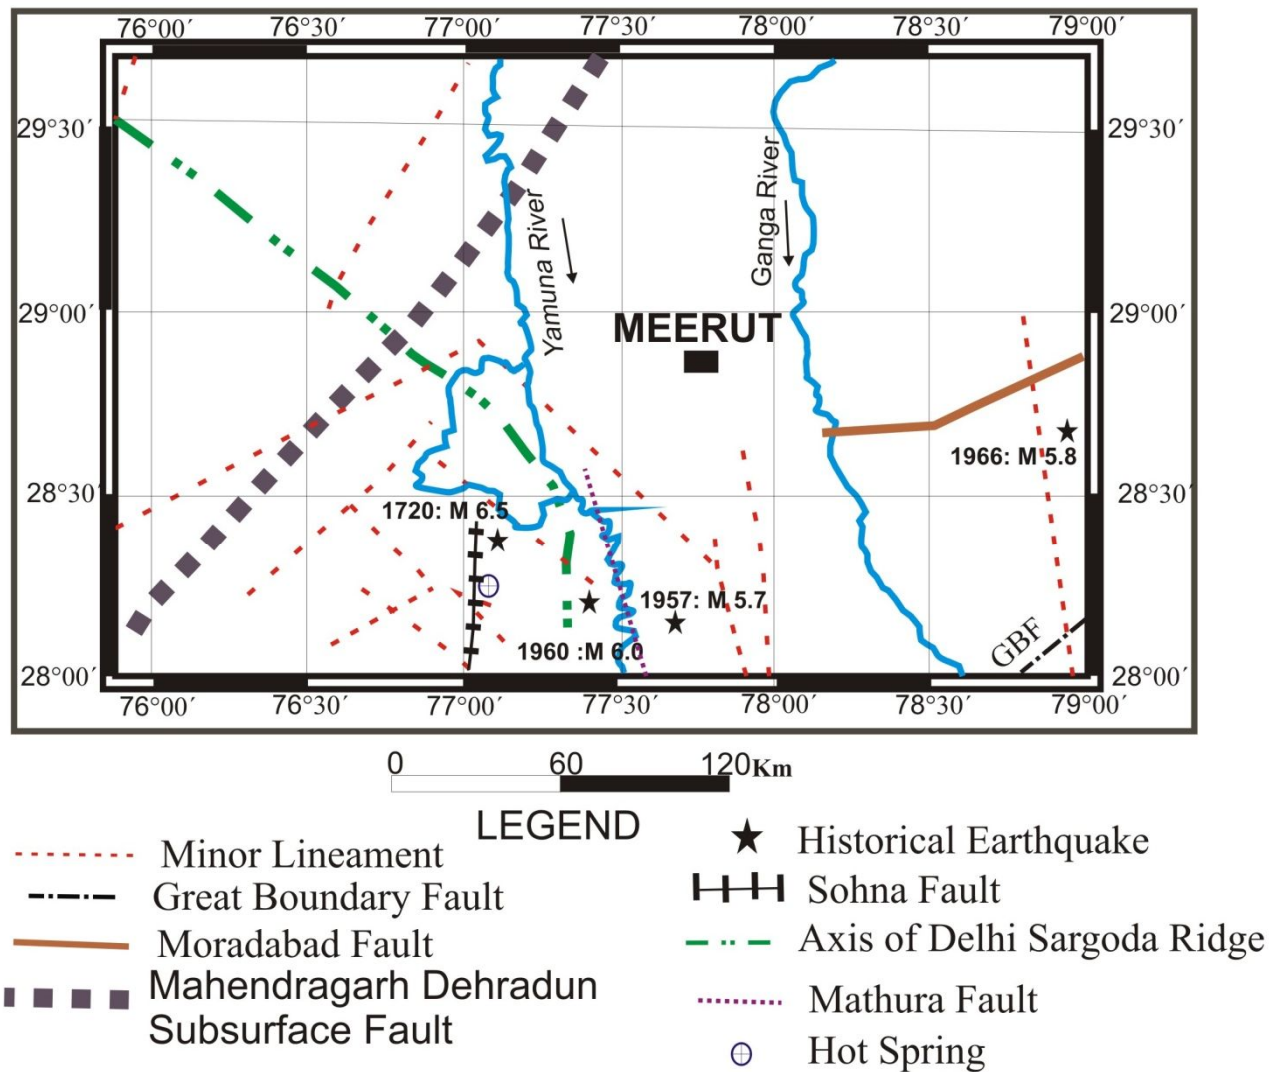 76°00′ 76°30′ 77°00′ 77°30′ 78°00′ 78°30′ 79°00′
29°30′ 29°30′
Yamuna River
Ganga River
29°00′ 29°00′
MEERUT
1966: M 5.8
28°30′ 28°30′
1720: M 6.5
1957: M 5.7
1960 :M 6.0
GBF
28°00′ 28°00′
76°00′ 76°30′ 77°00′ 77°30′ 78°00′ 78°30′ 79°00′
0 60 120Km
LEGEND
Minor Lineament
Great Boundary Fault
Moradabad Fault
Mahendragarh Dehradun
Subsurface Fault
Historical Earthquake
Sohna Fault
Axis of Delhi Sargoda Ridge
Mathura Fault
Hot Spring